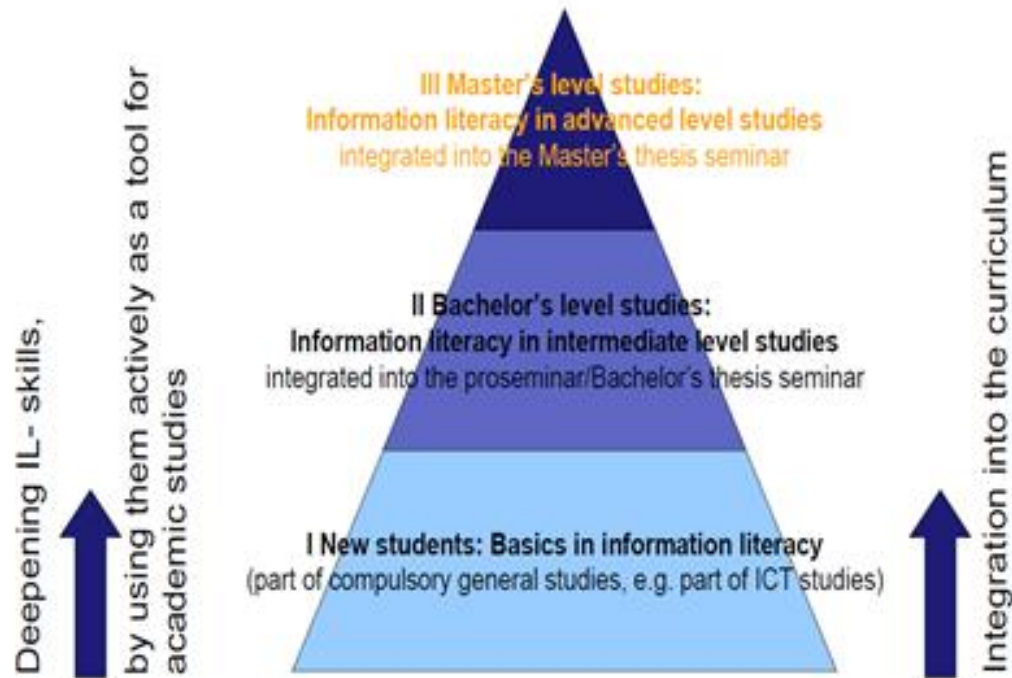 Deepening IL- skills,
by using them actively as a tool for
academic studies
III Master's level studies:
Information literacy in advanced level studies
integrated into the Master's thesis seminar
II Bachelor's level studies:
Information literacy in intermediate level studies
integrated into the proseminar/Bachelor's thesis seminar
I New students: Basics in information literacy
(part of compulsory general studies, e.g. part of ICT studies)
Integration into the curriculum